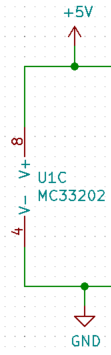 +5V
8
V+
U1C
MC33202
V-
4
GND